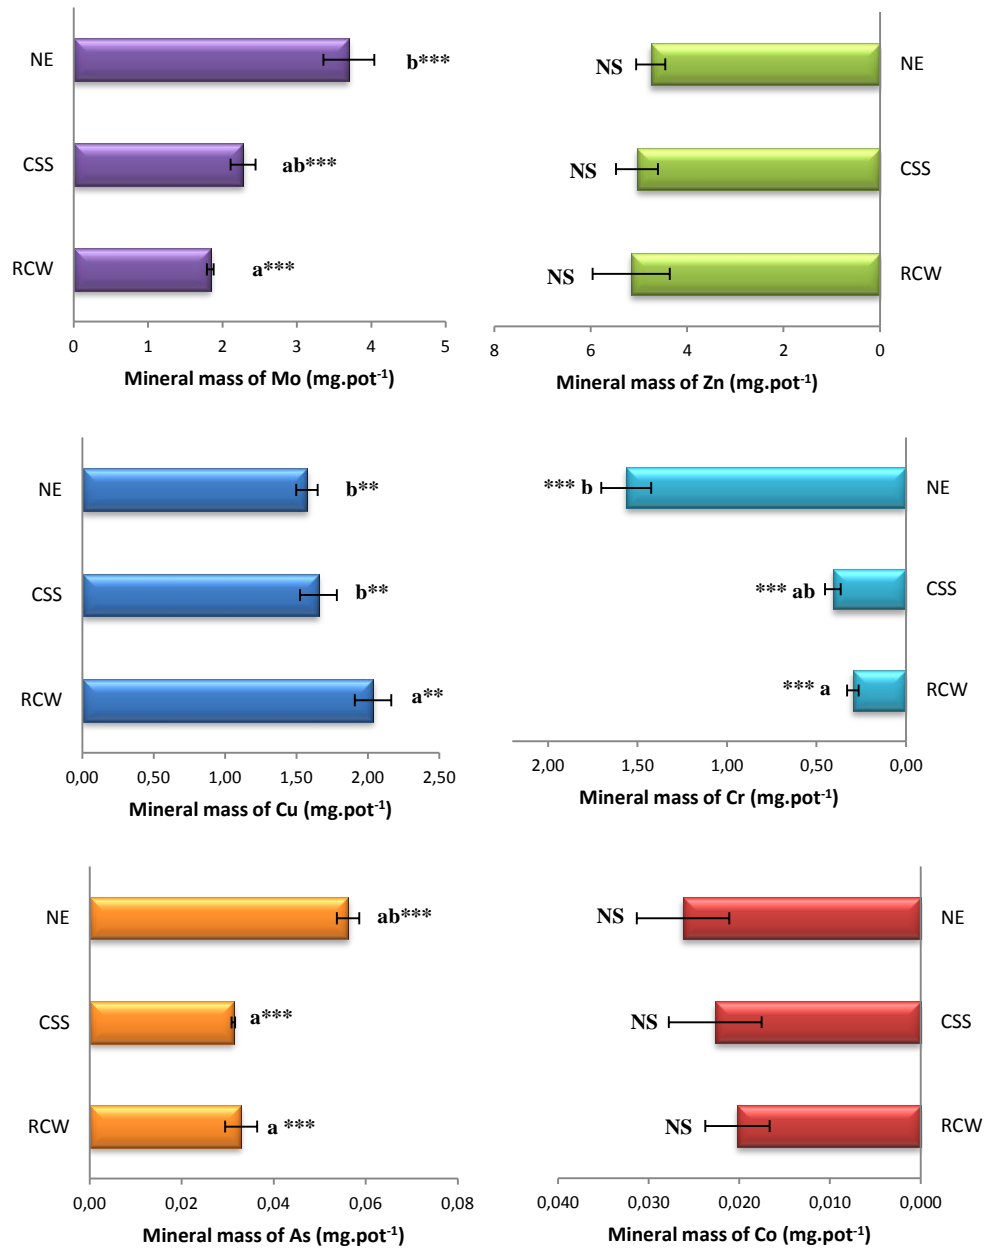 NE
b***
CSS
ab***
RCW
a***
0 1 2 3 4 5
Mineral mass of Mo (mg.pot⁻¹)
NS
NE
NS
CSS
NS
RCW
8 6 4 2 0
Mineral mass of Zn (mg.pot⁻¹)
NE
b**
CSS
b**
RCW
a**
0,00 0,50 1,00 1,50 2,00 2,50
Mineral mass of Cu (mg.pot⁻¹)
*** b
NE
*** ab
CSS
*** a
RCW
2,00 1,50 1,00 0,50 0,00
Mineral mass of Cr (mg.pot⁻¹)
NE
ab***
CSS
a***
RCW
a ***
0,00 0,02 0,04 0,06 0,08
Mineral mass of As (mg.pot⁻¹)
NS
NE
NS
CSS
NS
RCW
0,040 0,030 0,020 0,010 0,000
Mineral mass of Co (mg.pot⁻¹)